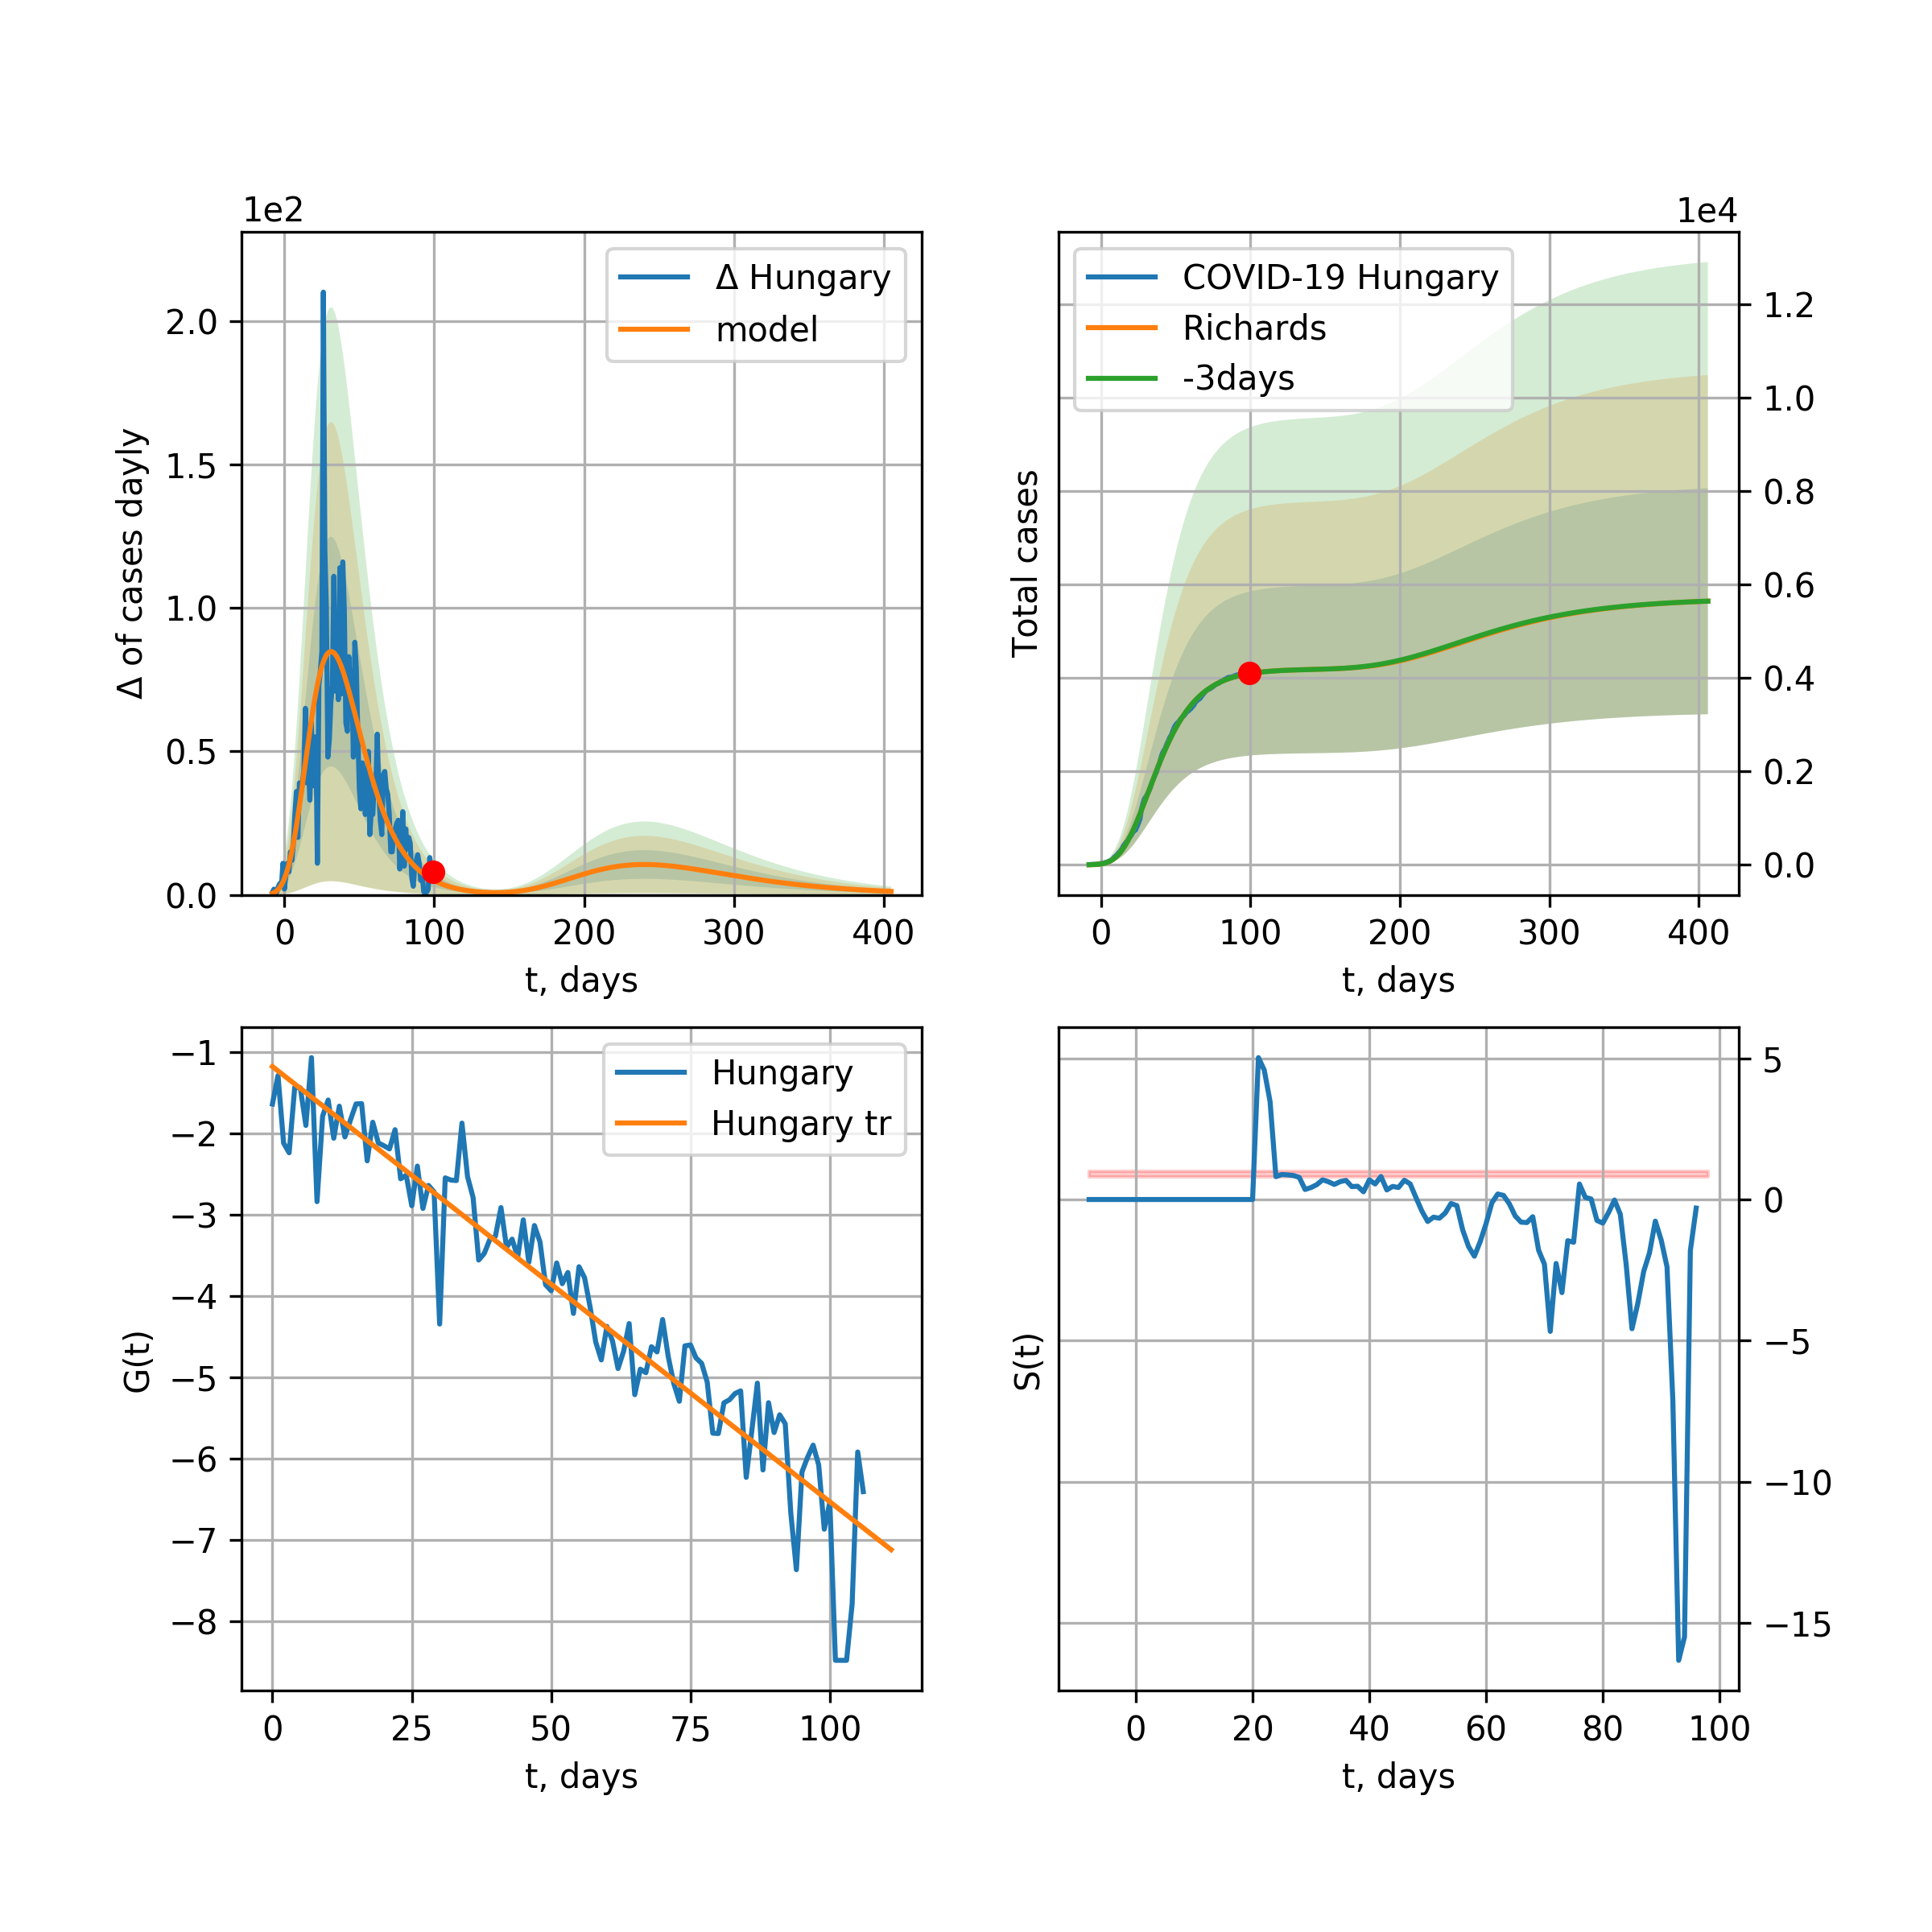 1e2
Δ Hungary
model
2.0
1.5
1.0
0.5
0.0
Δ of cases dayly
0 100 200 300 400
t, days
1e4
COVID-19 Hungary
Richards
-3days
1.2
1.0
0.8
0.6
0.4
0.2
0.0
Total cases
0 100 200 300 400
t, days
Hungary
Hungary tr
−1
−2
−3
−4
−5
−6
−7
−8
G(t)
0 25 50 75 100
t, days
5
0
−5
−10
−15
S(t)
0 20 40 60 80 100
t, days